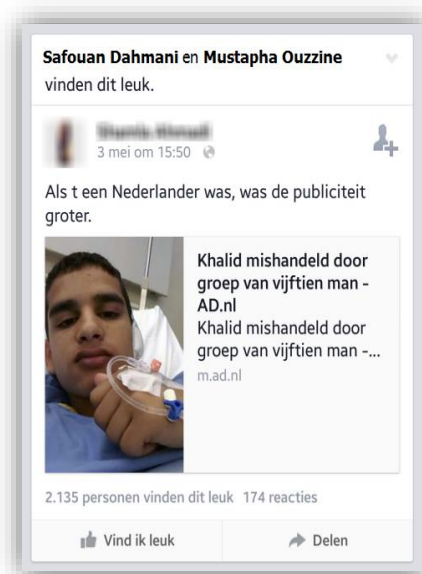 Safouan Dahmani en Mustapha Ouzzine
vinden dit leuk.
3 mei om 15:50
Als t een Nederlander was, was de publiciteit
groter.
Khalid mishandeld door
groep van vijftien man -
AD.nl
Khalid mishandeld door
groep van vijftien man -...
m.ad.nl
2.135 personen vinden dit leuk 174 reacties
Vind ik leuk
Delen